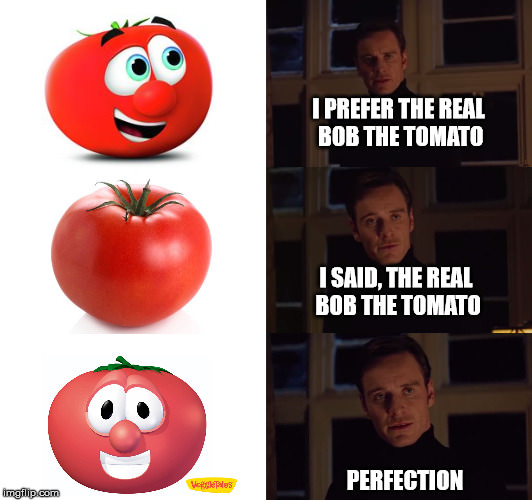 I PREFER THE REAL
BOB THE TOMATO
I SAID, THE REAL
BOB THE TOMATO
VeggieTales
PERFECTION
imgflip.com